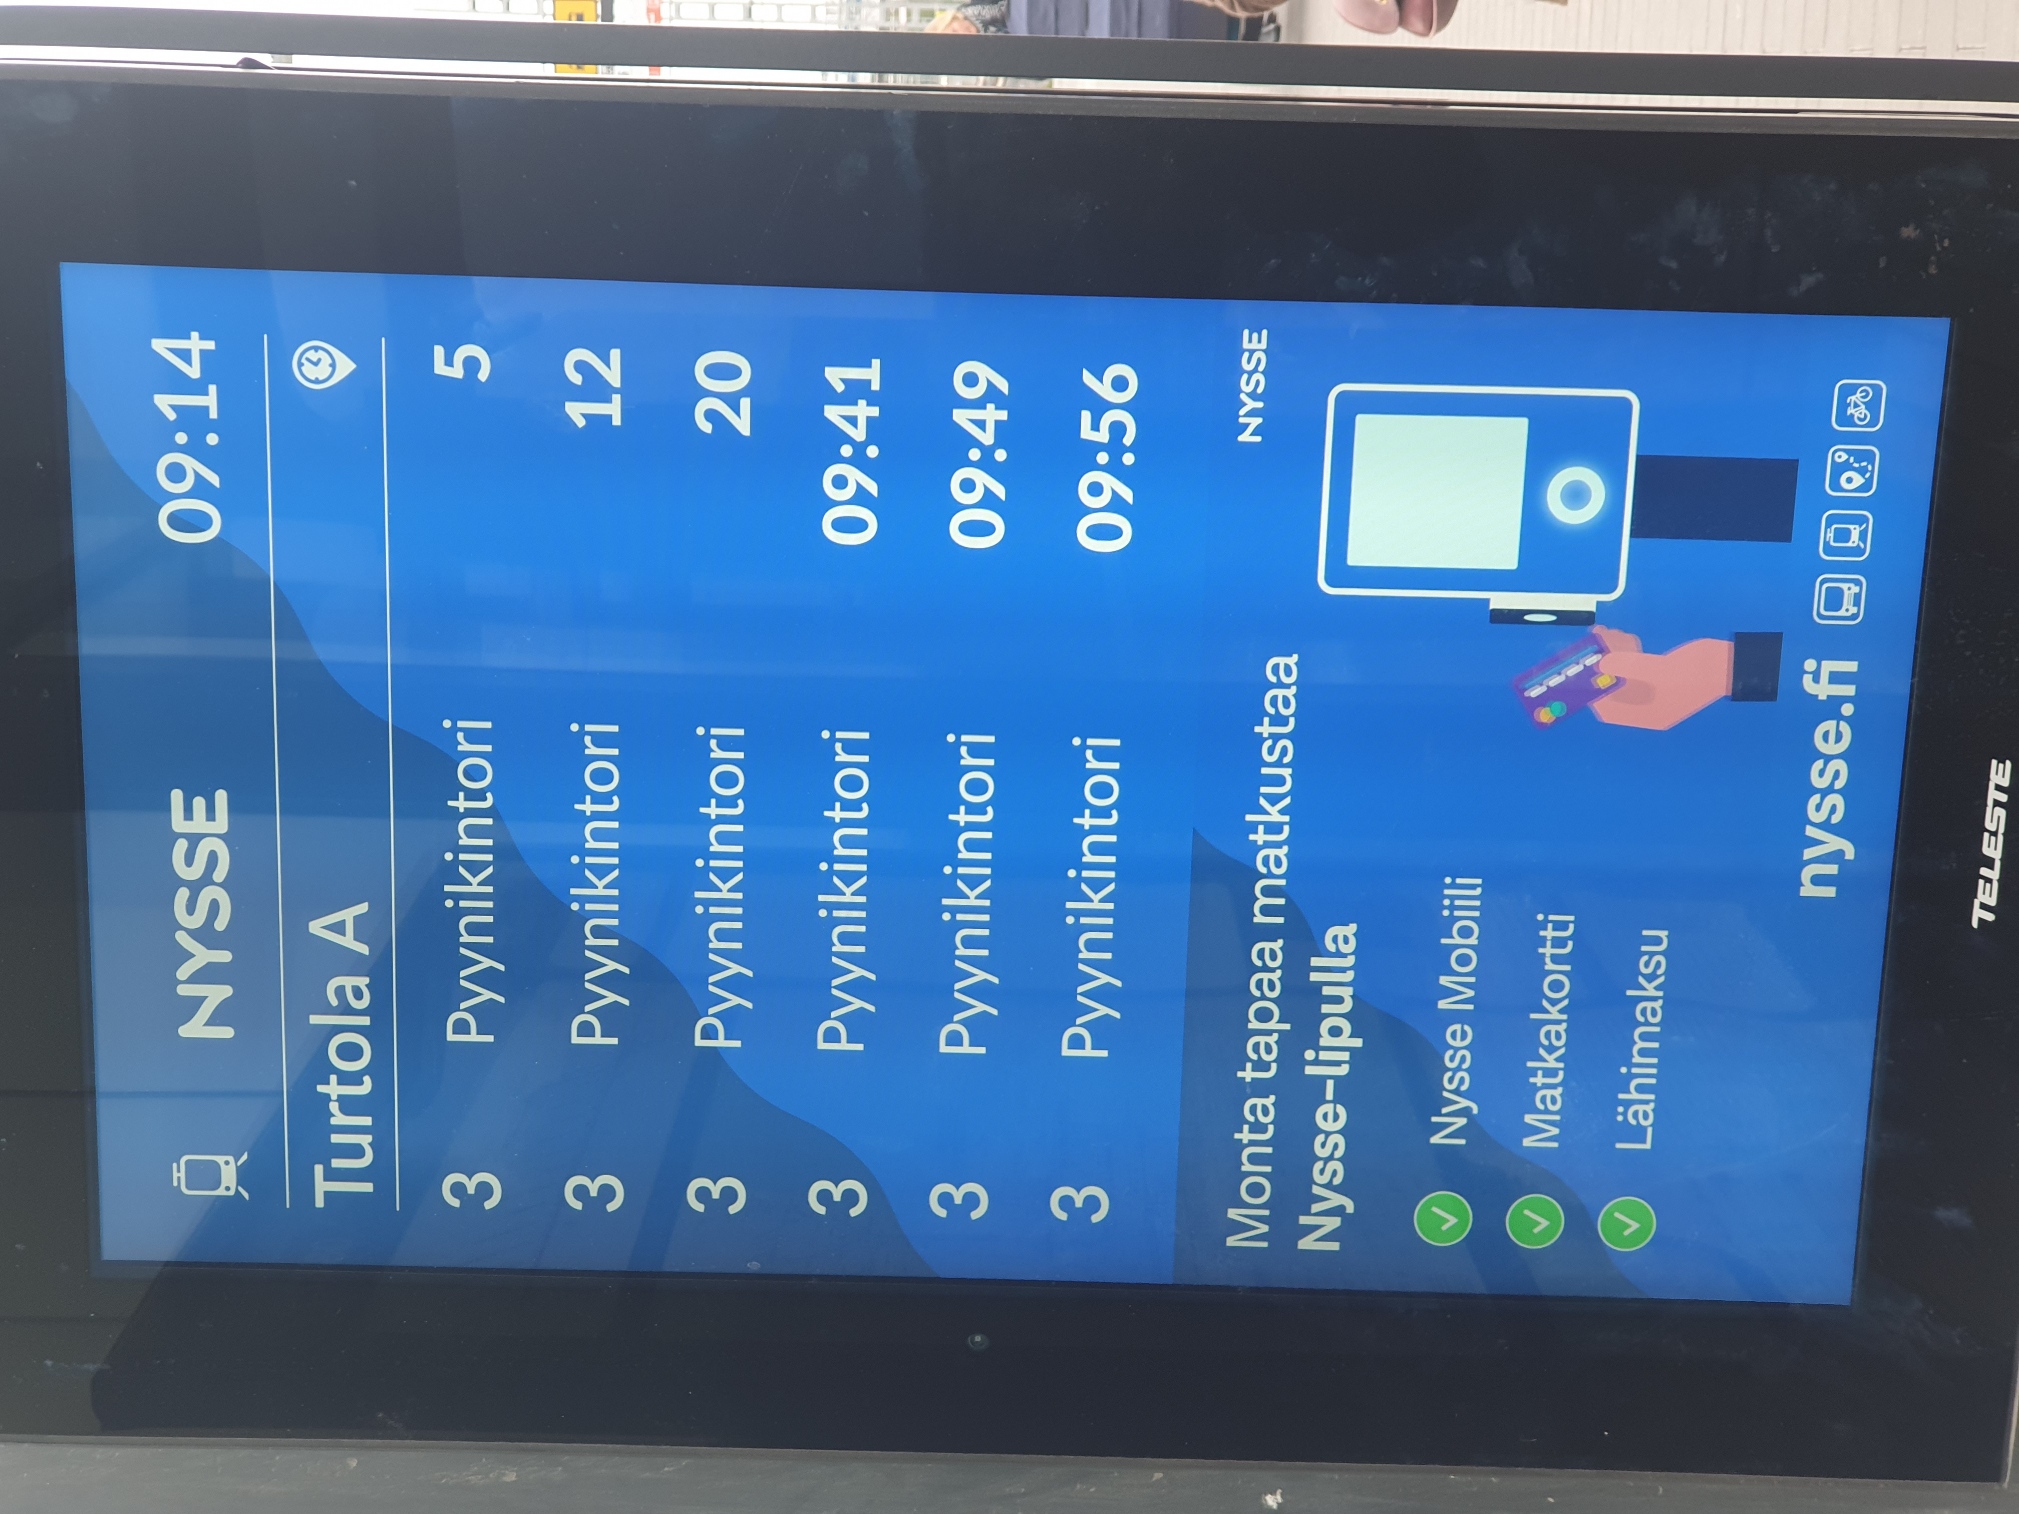 NYSSE 09:14
Turtola A
3 Pyynikintori 5
3 Pyynikintori 12
3 Pyynikintori 20
3 Pyynikintori 09:41
3 Pyynikintori 09:49
3 Pyynikintori 09:56
Monta tapaa matkustaa
Nysse-lipulla
NYSSE
Nysse Mobiili
Matkakortti
Lähimaksu
nysse.fi
TELESTE